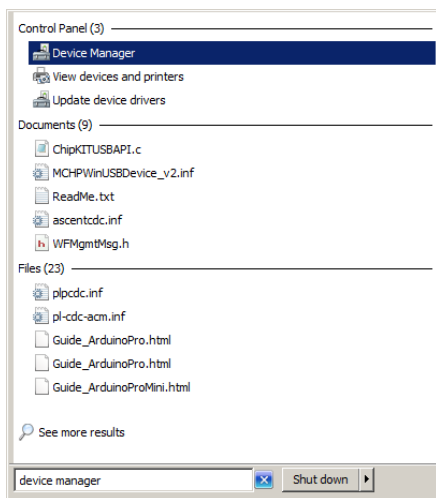 Control Panel (3)
Device Manager
View devices and printers
Update device drivers
Documents (9)
ChipKITUSBAPI.c
MCHPWinUSBDevice_v2.inf
ReadMe.txt
ascentcdc.inf
WFMgmtMsg.h
Files (23)
plpcdc.inf
pl-cdc-acm.inf
Guide_ArduinoPro.html
Guide_ArduinoPro.html
Guide_ArduinoProMini.html
See more results
device manager Shut down